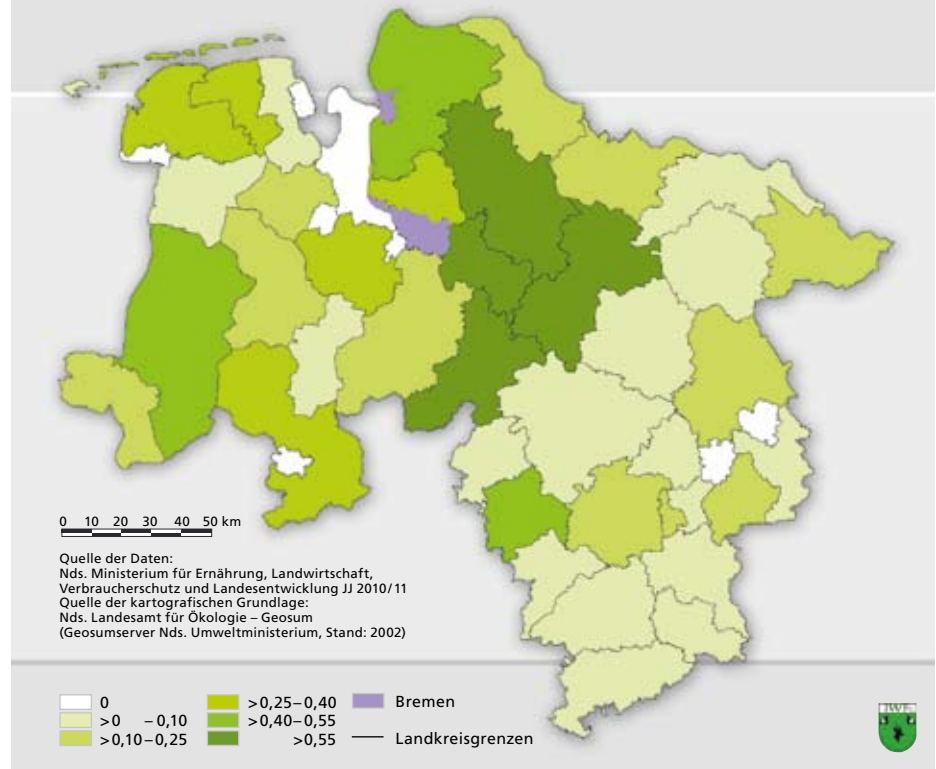 0 10 20 30 40 50 km
Quelle der Daten:
Nds. Ministerium für Ernährung, Landwirtschaft,
Verbraucherschutz und Landesentwicklung JJ 2010/11
Quelle der kartografischen Grundlage:
Nds. Landesamt für Ökologie – Geosum
(Geosumserver Nds. Umweltministerium, Stand: 2002)
0
>0 – 0,10
>0,10 – 0,25
>0,25 – 0,40
>0,40 – 0,55
>0,55
Bremen
Landkreisgrenzen